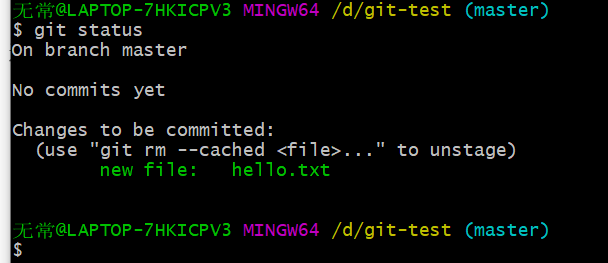 无常@LAPTOP-7HKICPV3 MINGW64 /d/git-test (master)
$ git status
On branch master
No commits yet
Changes to be committed:
  (use "git rm --cached <file>..." to unstage)
        new file:   hello.txt
无常@LAPTOP-7HKICPV3 MINGW64 /d/git-test (master)
$